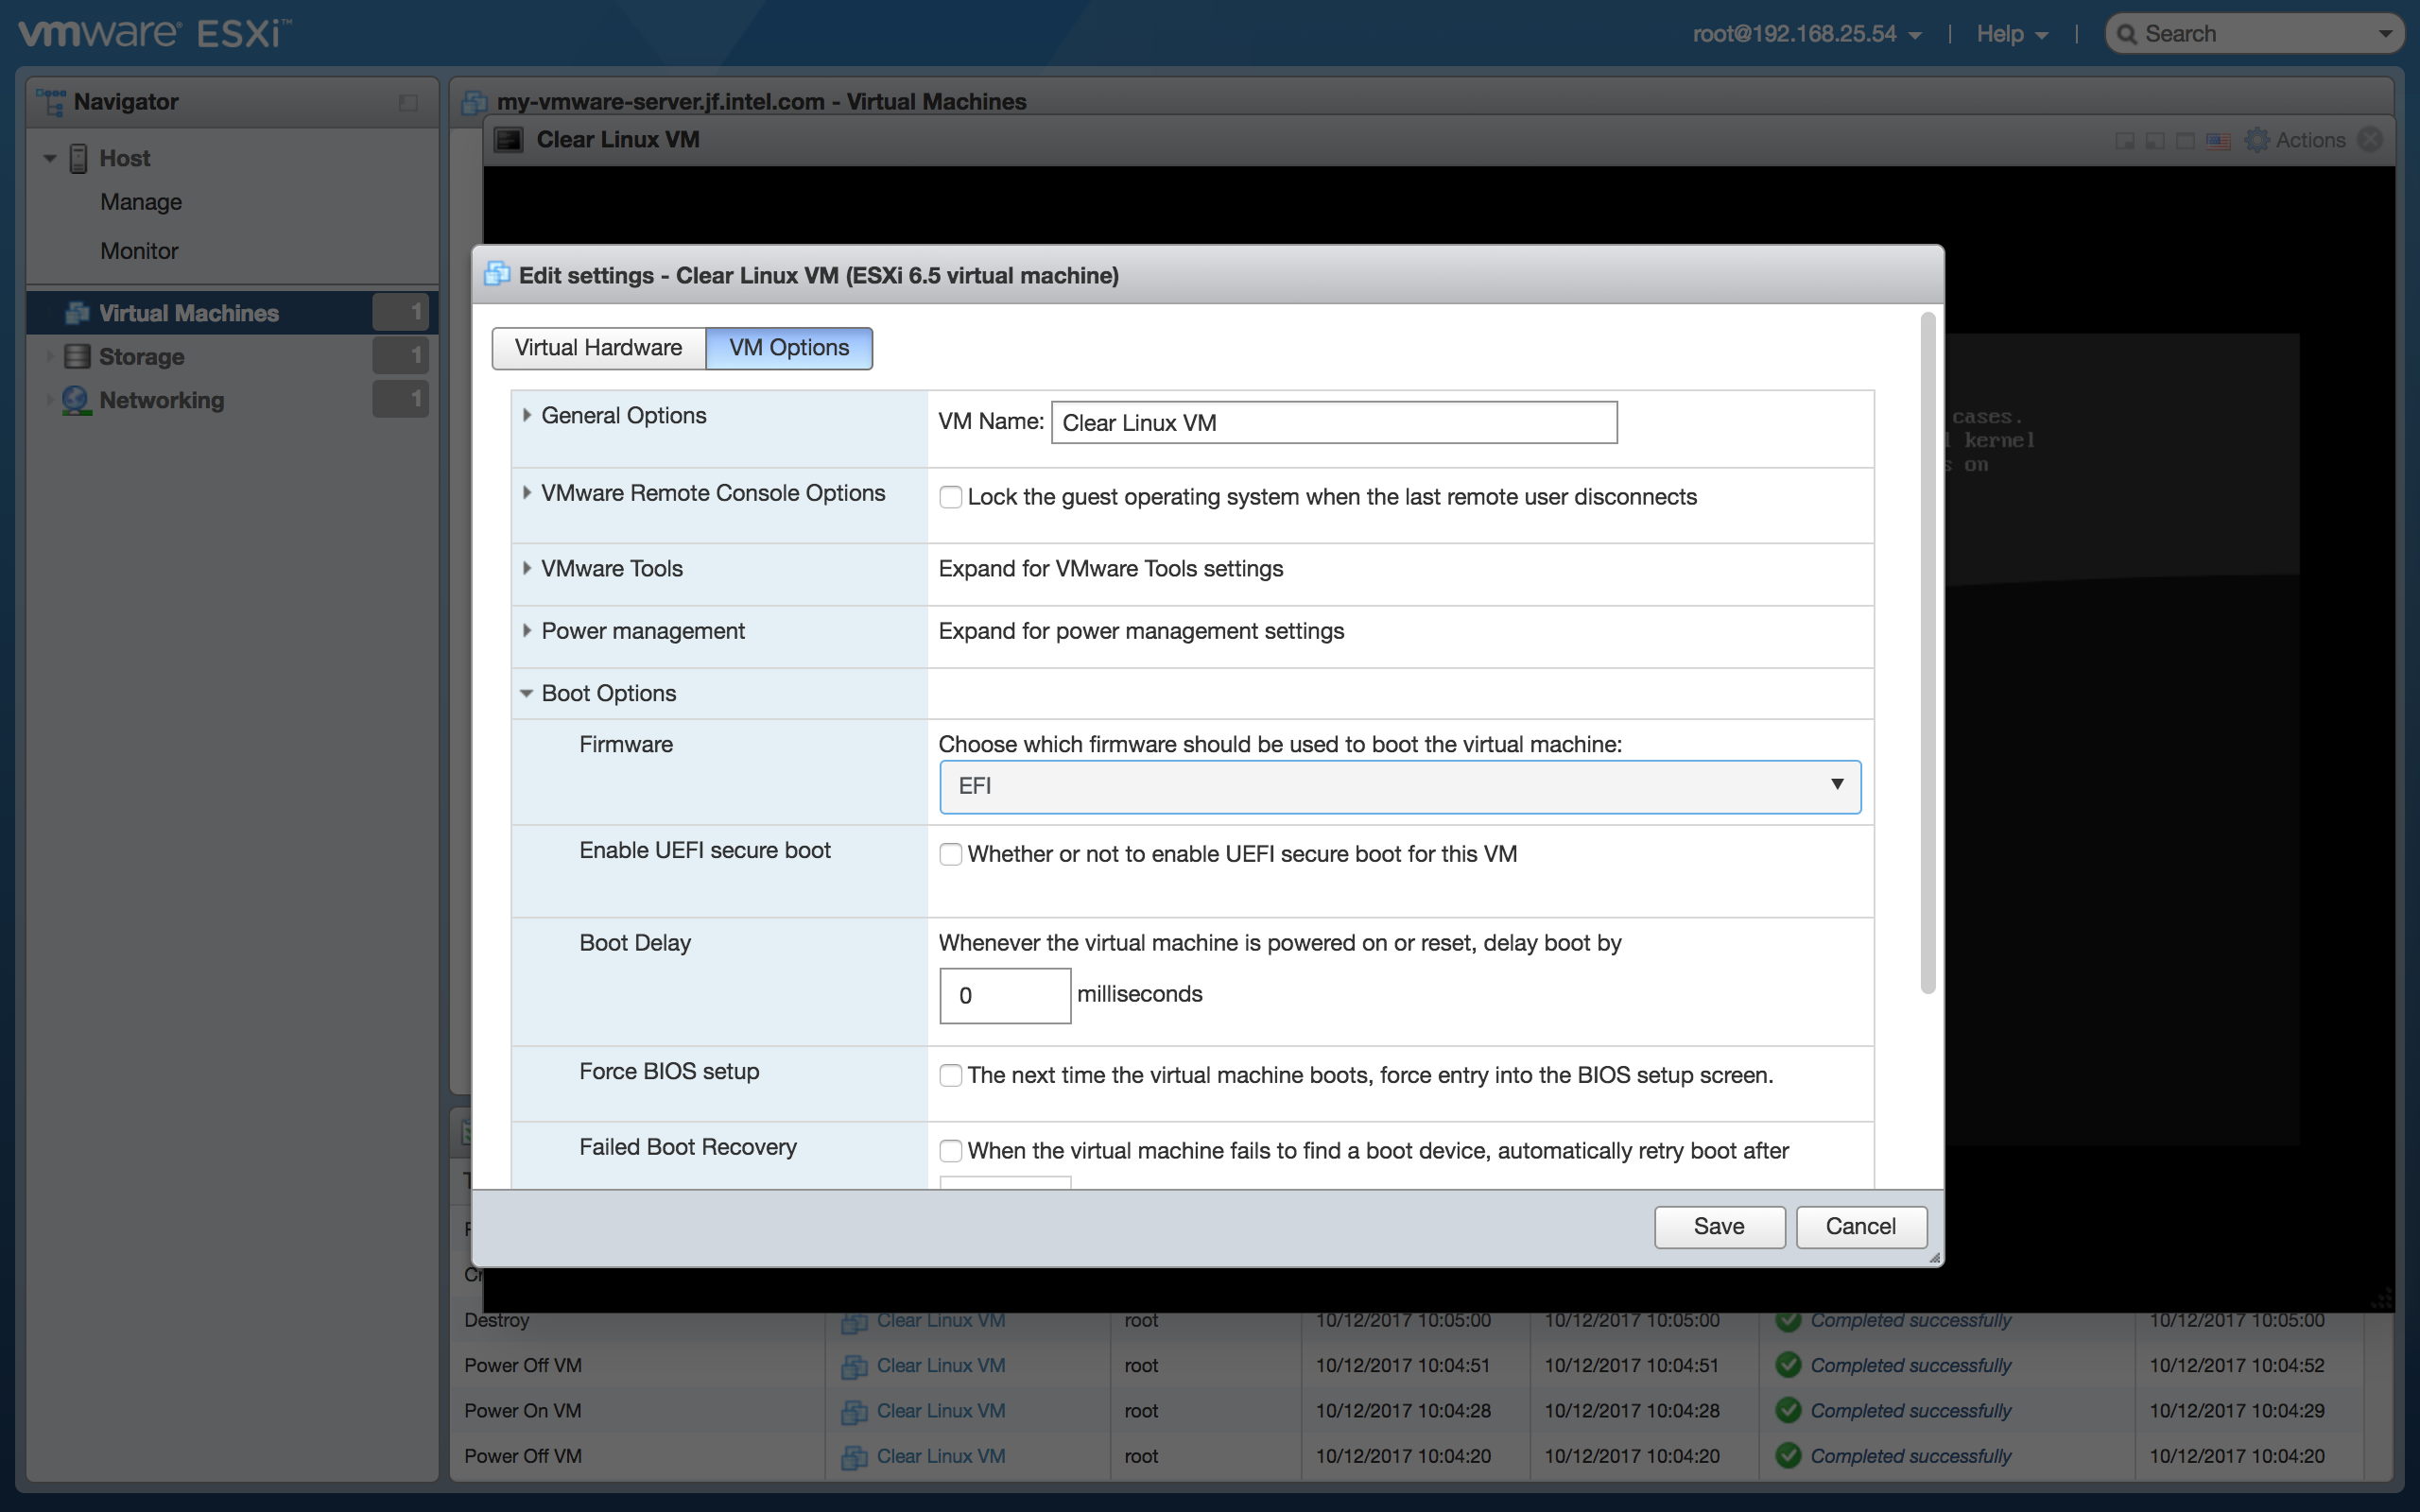 vmware® ESXi™
root@192.168.25.54 | Help | Search
Navigator
Host
Manage
Monitor
Virtual Machines 1
Storage 1
Networking 1
my-vmware-server.jf.intel.com - Virtual Machines
Clear Linux VM
Actions
cases.
kernel
on
Edit settings - Clear Linux VM (ESXi 6.5 virtual machine)
Virtual Hardware
VM Options
General Options
VM Name: Clear Linux VM
VMware Remote Console Options
Lock the guest operating system when the last remote user disconnects
VMware Tools
Expand for VMware Tools settings
Power management
Expand for power management settings
Boot Options
Firmware
Choose which firmware should be used to boot the virtual machine:
EFI
Enable UEFI secure boot
Whether or not to enable UEFI secure boot for this VM
Boot Delay
Whenever the virtual machine is powered on or reset, delay boot by
0 milliseconds
Force BIOS setup
The next time the virtual machine boots, force entry into the BIOS setup screen.
Failed Boot Recovery
When the virtual machine fails to find a boot device, automatically retry boot after
Save
Cancel
Destroy Clear Linux VM root 10/12/2017 10:05:00 10/12/2017 10:05:00 Completed successfully 10/12/2017 10:05:00
Power Off VM Clear Linux VM root 10/12/2017 10:04:51 10/12/2017 10:04:51 Completed successfully 10/12/2017 10:04:52
Power On VM Clear Linux VM root 10/12/2017 10:04:28 10/12/2017 10:04:28 Completed successfully 10/12/2017 10:04:29
Power Off VM Clear Linux VM root 10/12/2017 10:04:20 10/12/2017 10:04:20 Completed successfully 10/12/2017 10:04:20